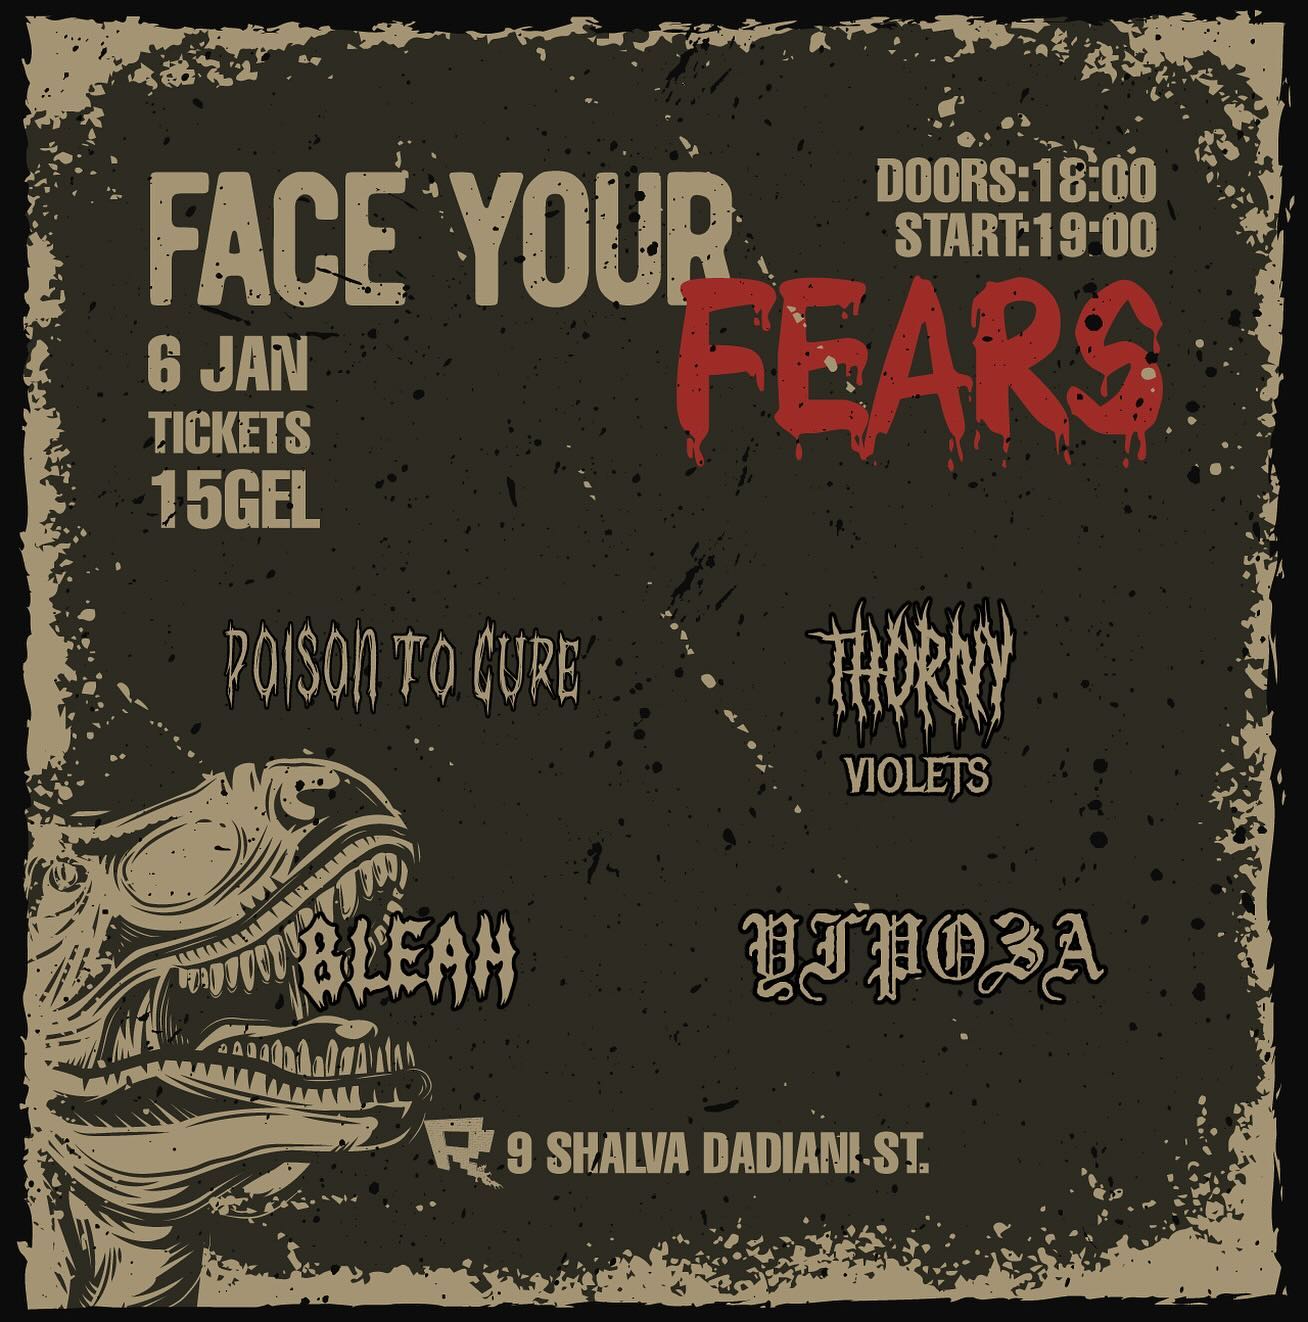 FACE YOUR
FEARS
DOORS:18:00
START:19:00
6 JAN
TICKETS
15GEL
POISON TO CURE
THORNY
VIOLETS
BLEAH
УГРОЗА
R 9 SHALVA DADIANI ST.